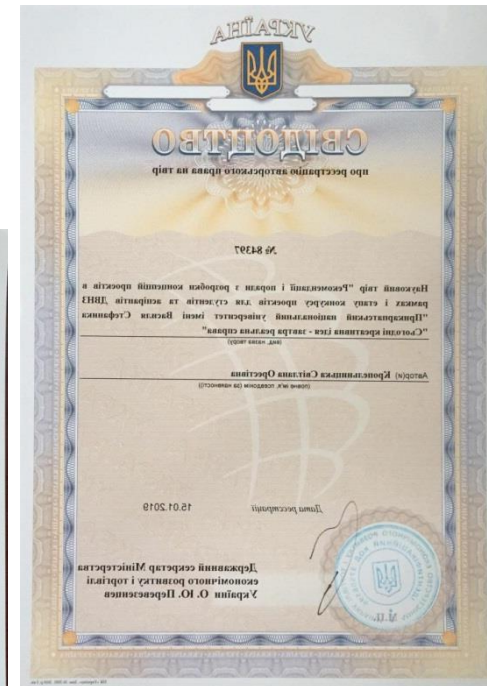 УКРАЇНА
СВІДОЦТВО
про реєстрацію авторського права на твір
№ 84397
Науковий твір "Рекомендації і поради з розробки концепцій проектів в
рамках і етапу конкурсу проектів для студентів та аспірантів ДВНЗ
"Прикарпатський національний університет імені Василя Стефаника
"Сьогодні креативна ідея - завтра реальна справа"
(вид, назва твору)
Автор(и) Кропельницька Світлана Орестівна
(повне ім'я, псевдонім (за наявності))
Дата реєстрації 15.01.2019
Державний секретар Міністерства
економічного розвитку і торгівлі
України О. Ю. Перевезенцев
М.П.